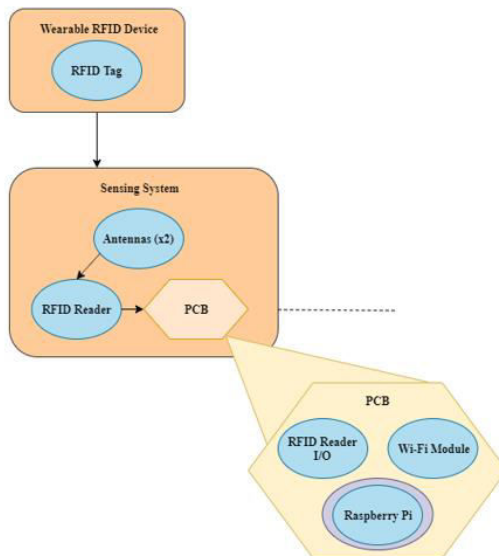 Wearable RFID Device
RFID Tag
Sensing System
Antennas (x2)
RFID Reader
PCB
PCB
RFID Reader
I/O
Wi-Fi Module
Raspberry Pi